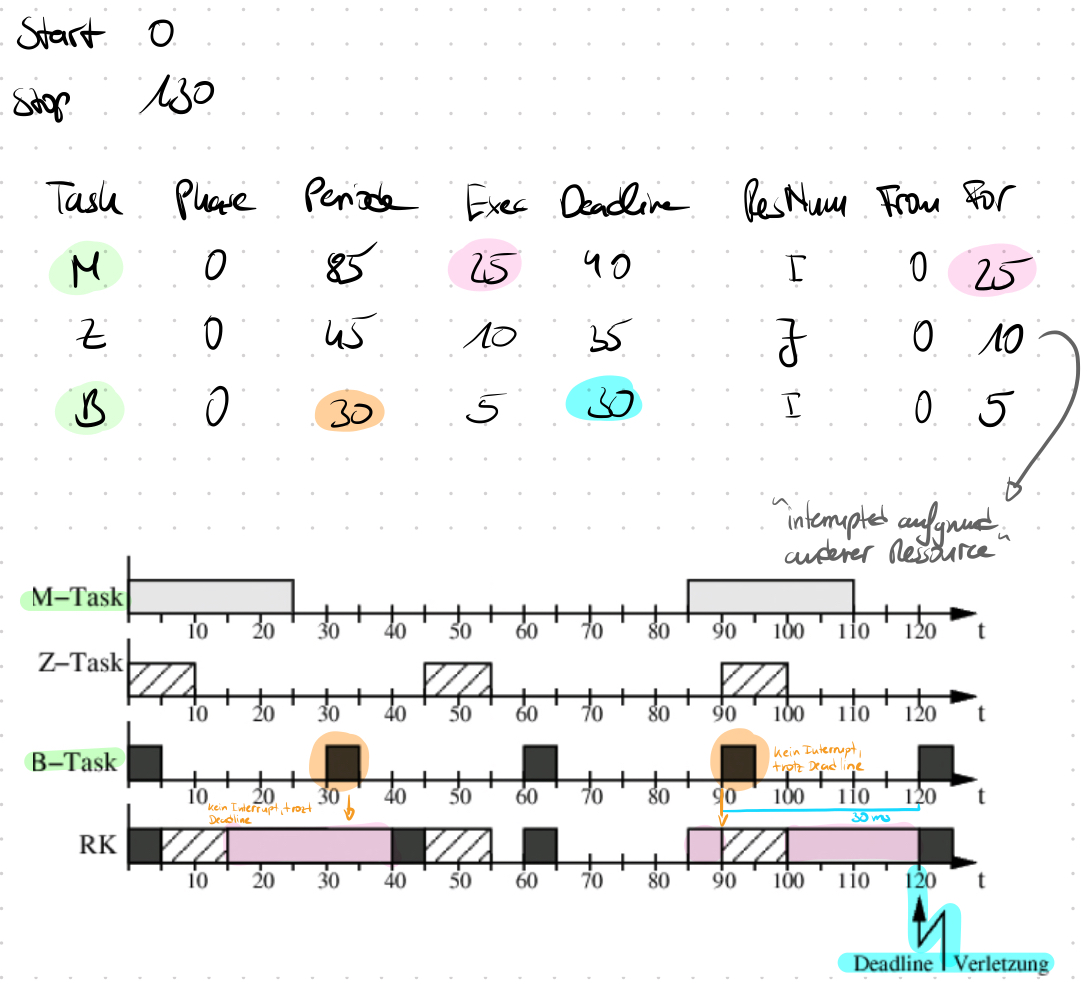 Start 0
Stop 130
Task Phase Periode Exec Deadline ResNum From For
M 0 85 25 40 I 0 25
Z 0 45 10 35 J 0 10
B 0 30 5 30 I 0 5
"interrupted aufgrund
anderer Ressource"
M-Task
10 20 30 40 50 60 70 80 90 100 110 120 t
Z-Task
10 20 30 40 50 60 70 80 90 100 110 120 t
B-Task
kein Interrupt,
trotz Deadline
10 20 30 40 50 60 70 80 90 100 110 120 t
kein Interrupt, trozt
Deadline
30 ms
RK
10 20 30 40 50 60 70 80 90 100 110 120 t
Deadline Verletzung